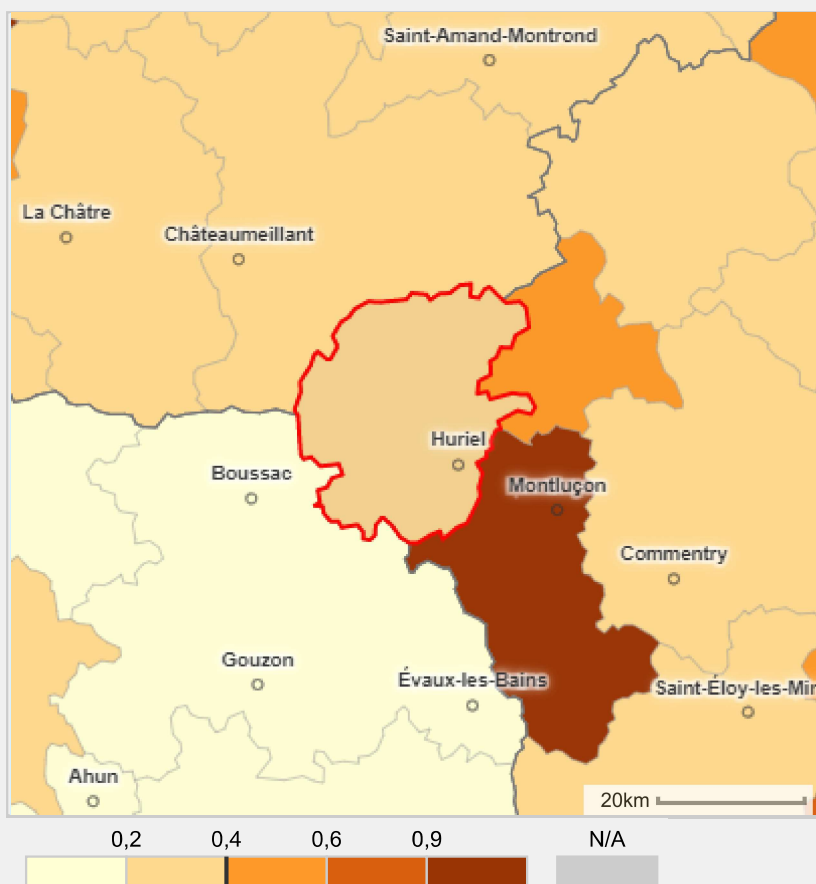 Saint-Amand-Montrond
La Châtre
Châteaumeillant
Huriel
Boussac
Montluçon
Commentry
Gouzon
Évaux-les-Bains
Saint-Éloy-les-Min
Ahun
20km
0,2 0,4 0,6 0,9 N/A